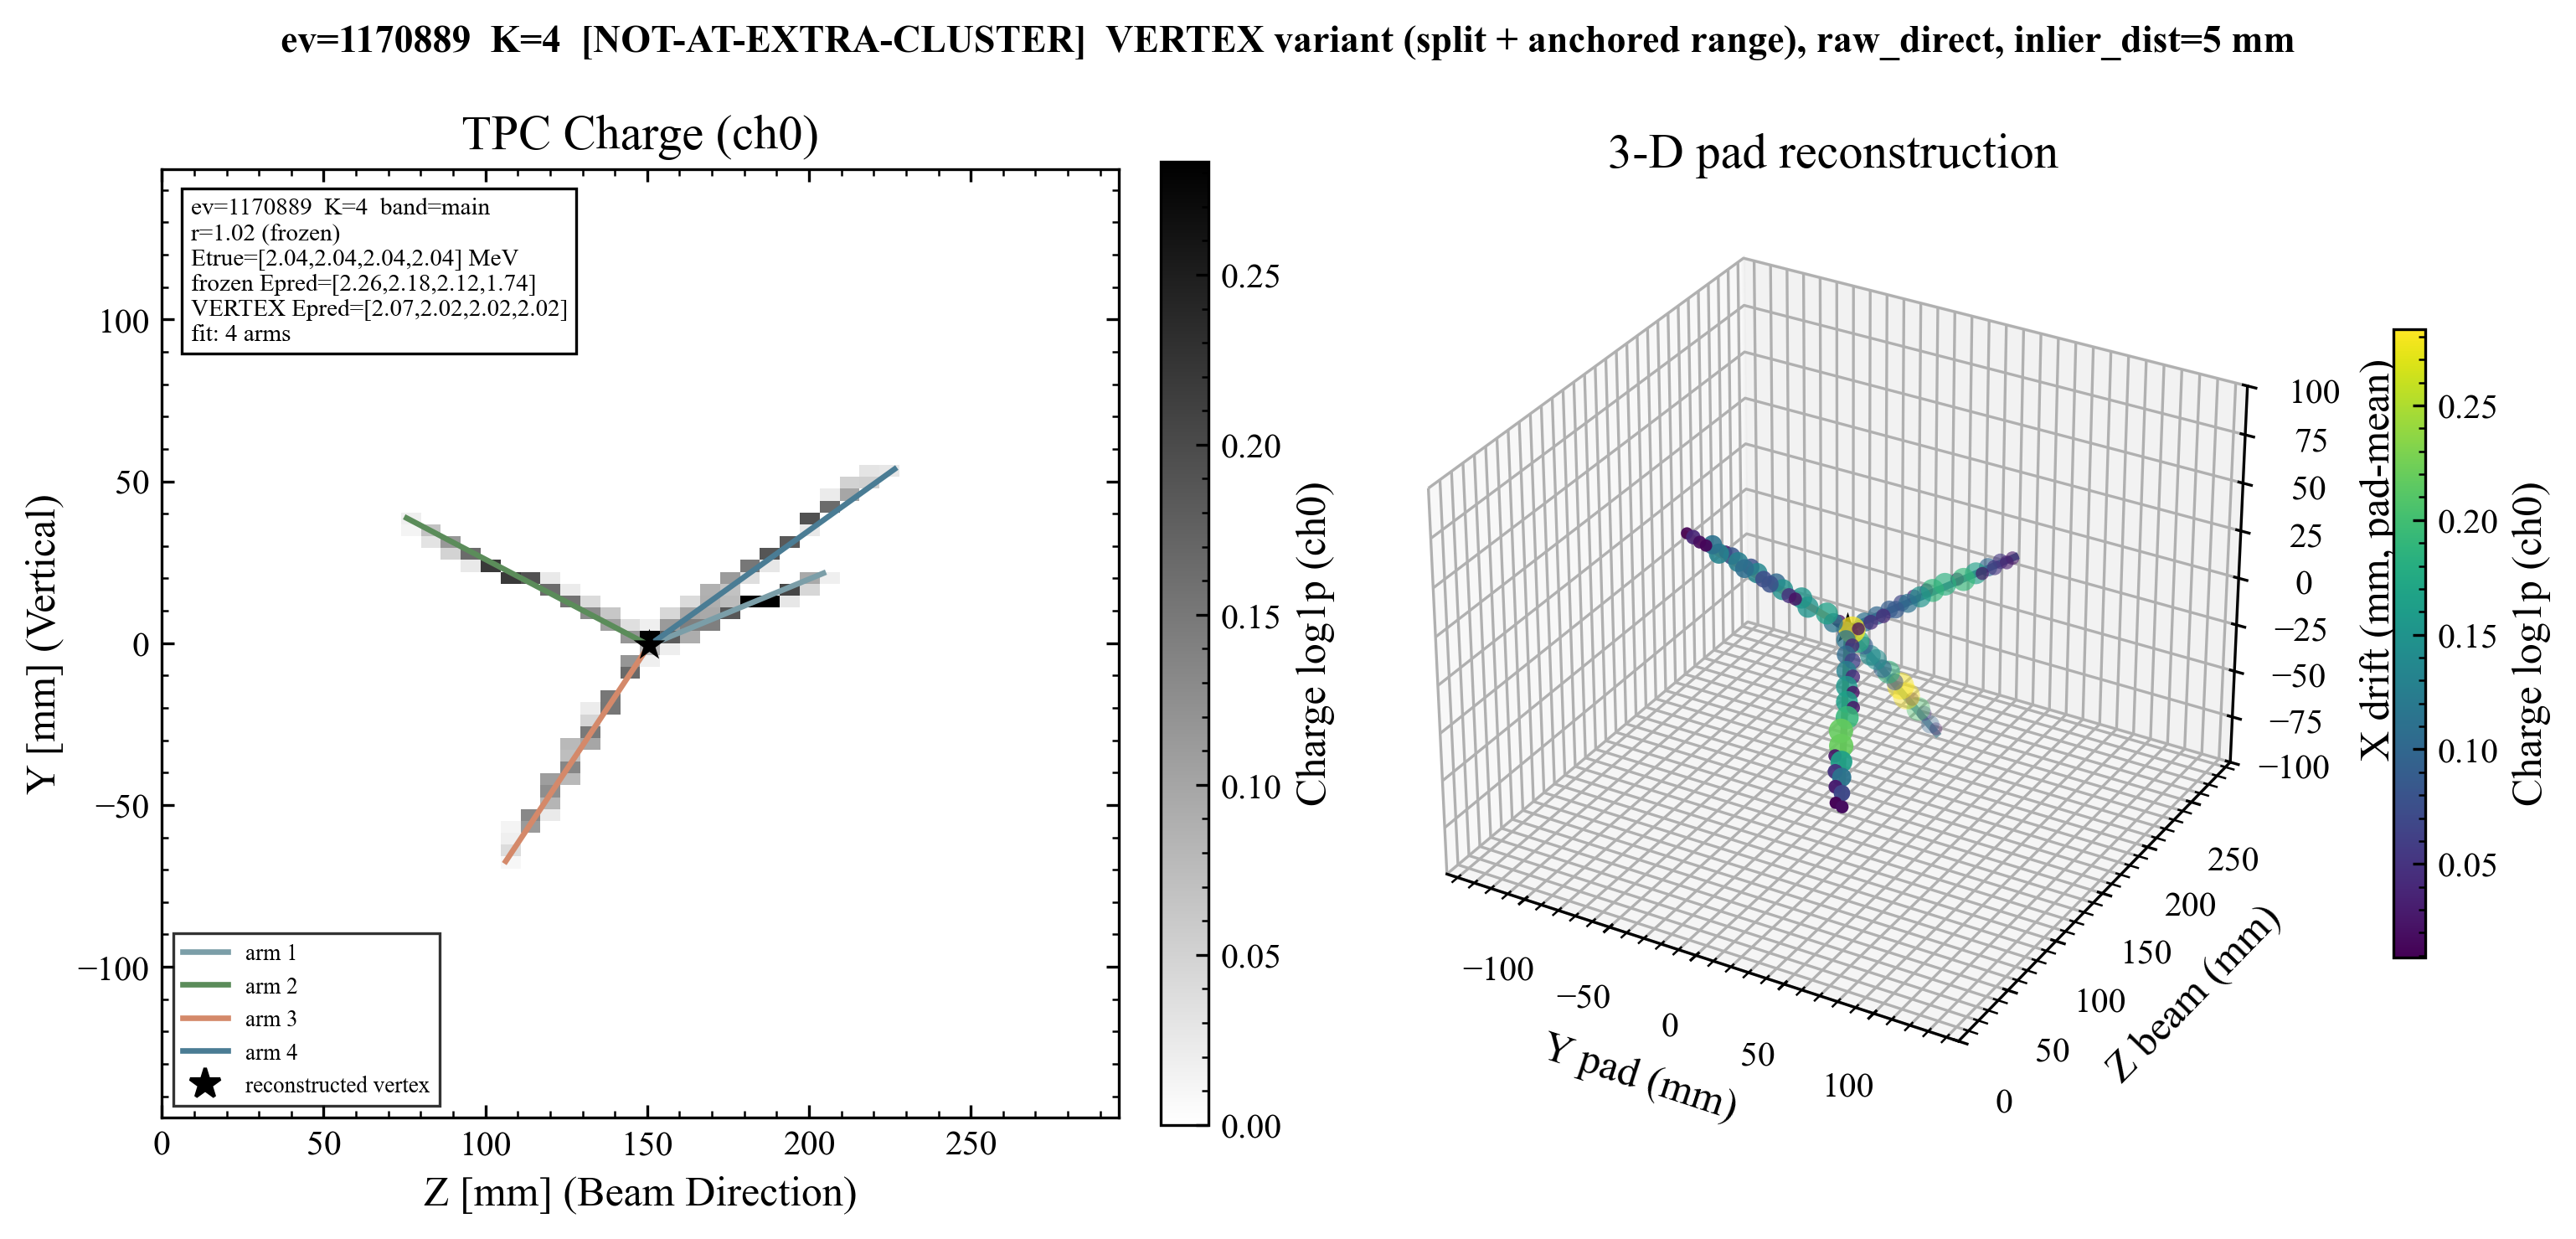 ev=1170889  K=4  [NOT-AT-EXTRA-CLUSTER]  VERTEX variant (split + anchored range), raw_direct, inlier_dist=5 mm
TPC Charge (ch0)
ev=1170889  K=4  band=main
r=1.02 (frozen)
Etrue=[2.04,2.04,2.04,2.04] MeV
frozen Epred=[2.26,2.18,2.12,1.74]
VERTEX Epred=[2.07,2.02,2.02,2.02]
fit: 4 arms
100
50
0
−50
−100
Y [mm] (Vertical)
arm 1
arm 2
arm 3
arm 4
reconstructed vertex
0
50
100
150
200
250
Z [mm] (Beam Direction)
0.25
0.20
0.15
0.10
0.05
0.00
Charge log1p (ch0)
3-D pad reconstruction
100
75
50
25
0
−25
−50
−75
−100
X drift (mm, pad-mean)
−100
−50
0
50
100
Y pad (mm)
0
50
100
150
200
250
Z beam (mm)
0.25
0.20
0.15
0.10
0.05
Charge log1p (ch0)